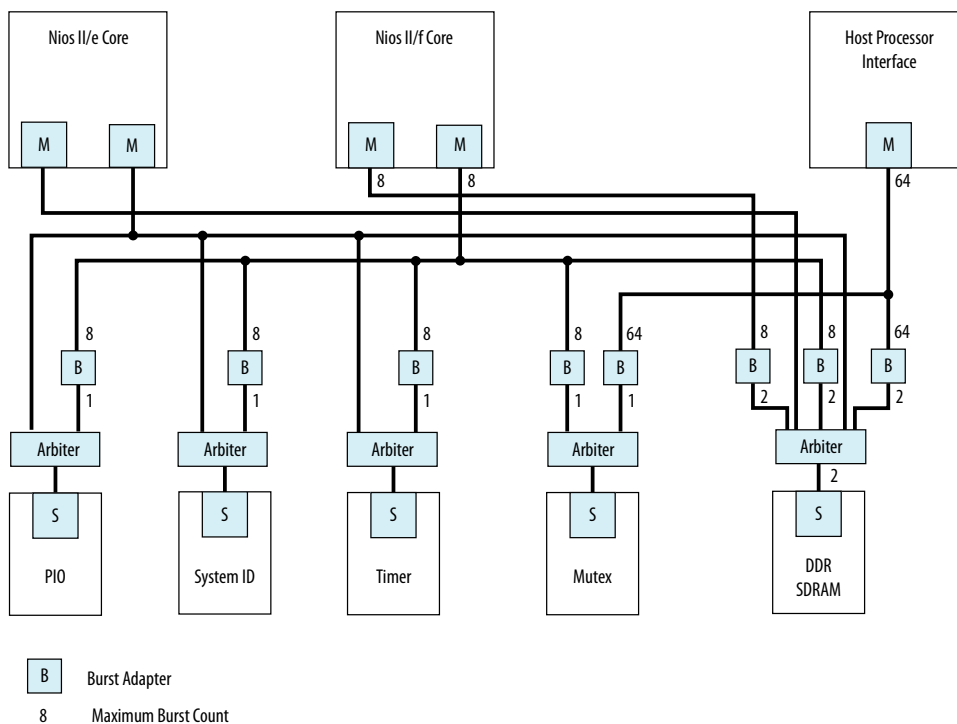 Nios II/e Core
Nios II/f Core
Host Processor
Interface
M
M
M
M
M
8
8
64
8
8
8
8
64
8
8
64
B
B
B
B
B
B
B
B
1
1
1
1
1
2
2
2
Arbiter
Arbiter
Arbiter
Arbiter
Arbiter
2
S
S
S
S
S
PIO
System ID
Timer
Mutex
DDR
SDRAM
B
Burst Adapter
8
Maximum Burst Count